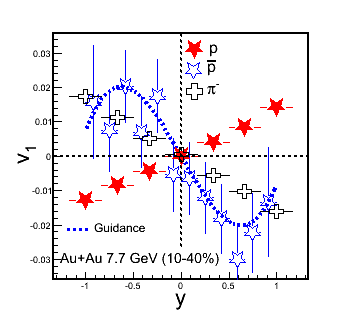 p
p̅
π⁻
v₁
0.03
0.02
0.01
0
-0.01
-0.02
-0.03
Guidance
Au+Au 7.7 GeV (10-40%)
-1
-0.5
0
0.5
1
y